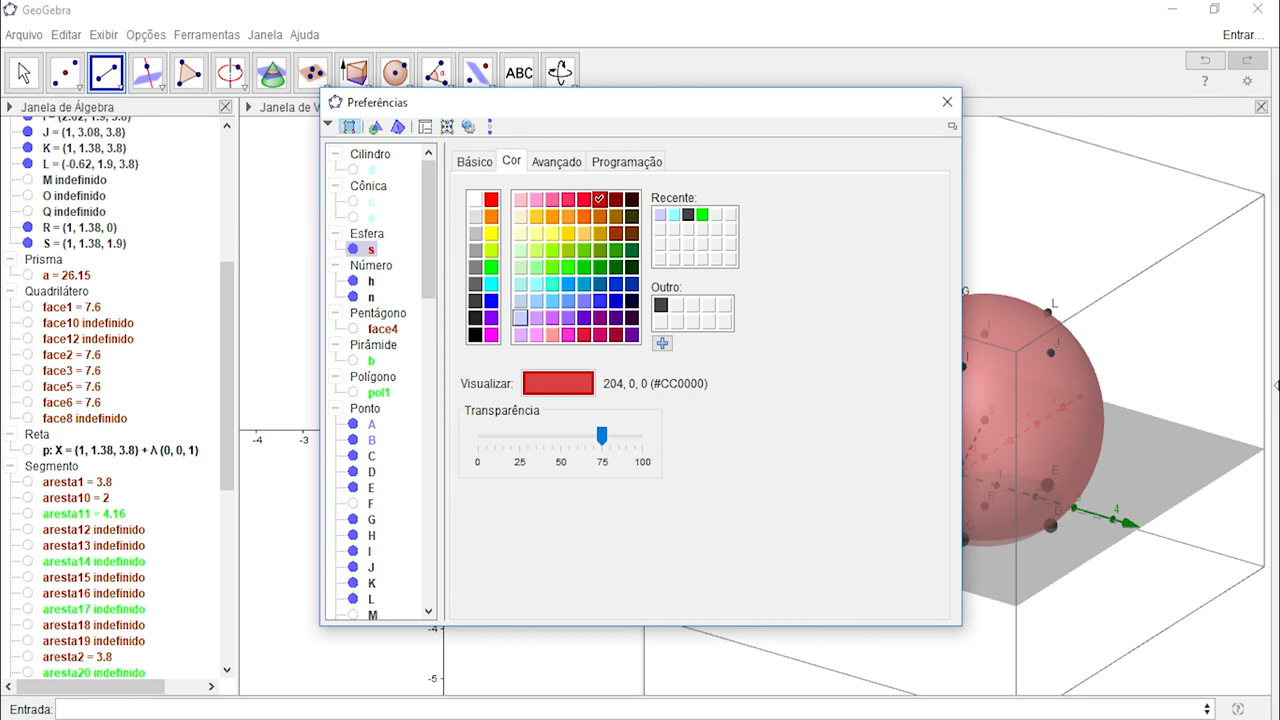 GeoGebra
Arquivo Editar Exibir Opções Ferramentas Janela Ajuda
Entrar...
ABC
Janela de Álgebra
Janela de V
J = (1, 3.08, 3.8)
K = (1, 1.38, 3.8)
L = (-0.62, 1.9, 3.8)
M indefinido
O indefinido
Q indefinido
R = (1, 1.38, 0)
S = (1, 1.38, 1.9)
Prisma
a = 26.15
Quadrilátero
face1 = 7.6
face10 indefinido
face12 indefinido
face2 = 7.6
face3 = 7.6
face5 = 7.6
face6 = 7.6
face8 indefinido
Reta
p: X = (1, 1.38, 3.8) + λ (0, 0, 1)
Segmento
aresta1 = 3.8
aresta10 = 2
aresta11 = 4.16
aresta12 indefinido
aresta13 indefinido
aresta14 indefinido
aresta15 indefinido
aresta16 indefinido
aresta17 indefinido
aresta18 indefinido
aresta19 indefinido
aresta2 = 3.8
aresta20 indefinido
Entrada:
Preferências
Cilindro
d
Cônica
c
e
Esfera
s
Número
h
n
Pentágono
face4
Pirâmide
b
Polígono
pol1
Ponto
A
B
C
D
E
F
G
H
I
J
K
L
M
Básico Cor Avançado Programação
Recente:
Outro:
Visualizar: 204, 0, 0 (#CC0000)
Transparência
0 25 50 75 100
-4 -3
-4
-5
G
L
I
J
E
D
4